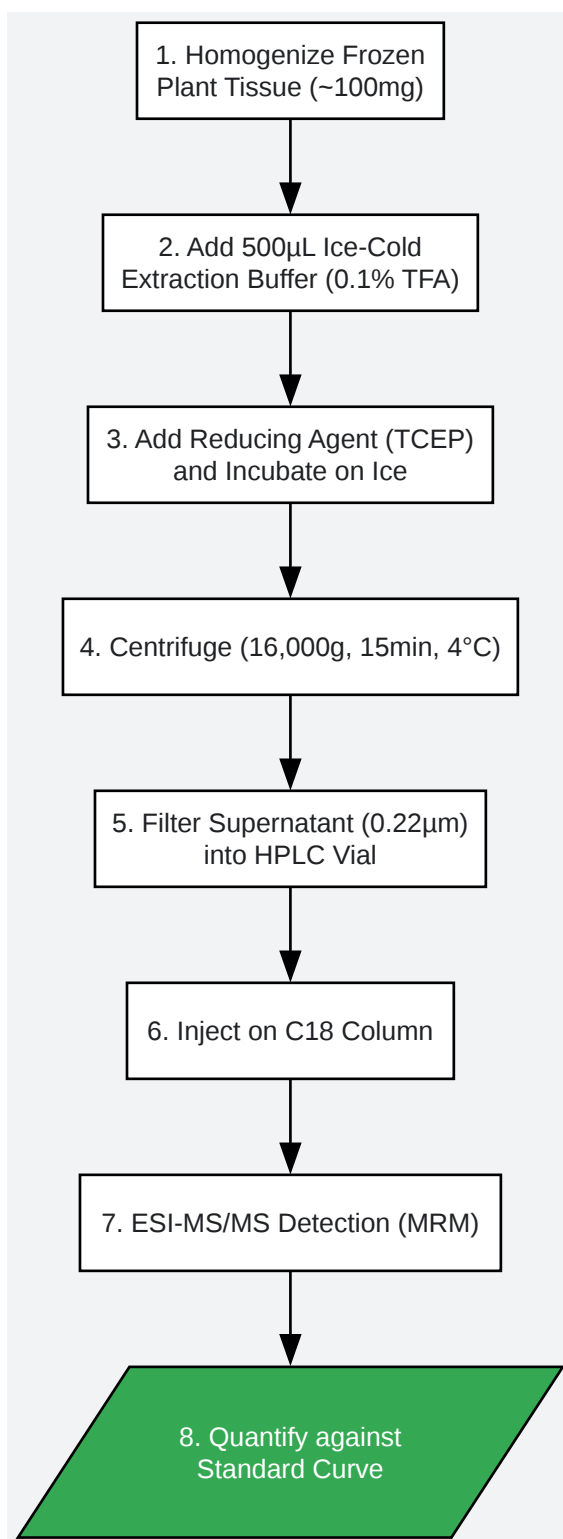 1. Homogenize Frozen
Plant Tissue (~100mg)
2. Add 500µL Ice-Cold
Extraction Buffer (0.1% TFA)
3. Add Reducing Agent (TCEP)
and Incubate on Ice
4. Centrifuge (16,000g, 15min, 4°C)
5. Filter Supernatant (0.22µm)
into HPLC Vial
6. Inject on C18 Column
7. ESI-MS/MS Detection (MRM)
8. Quantify against
Standard Curve